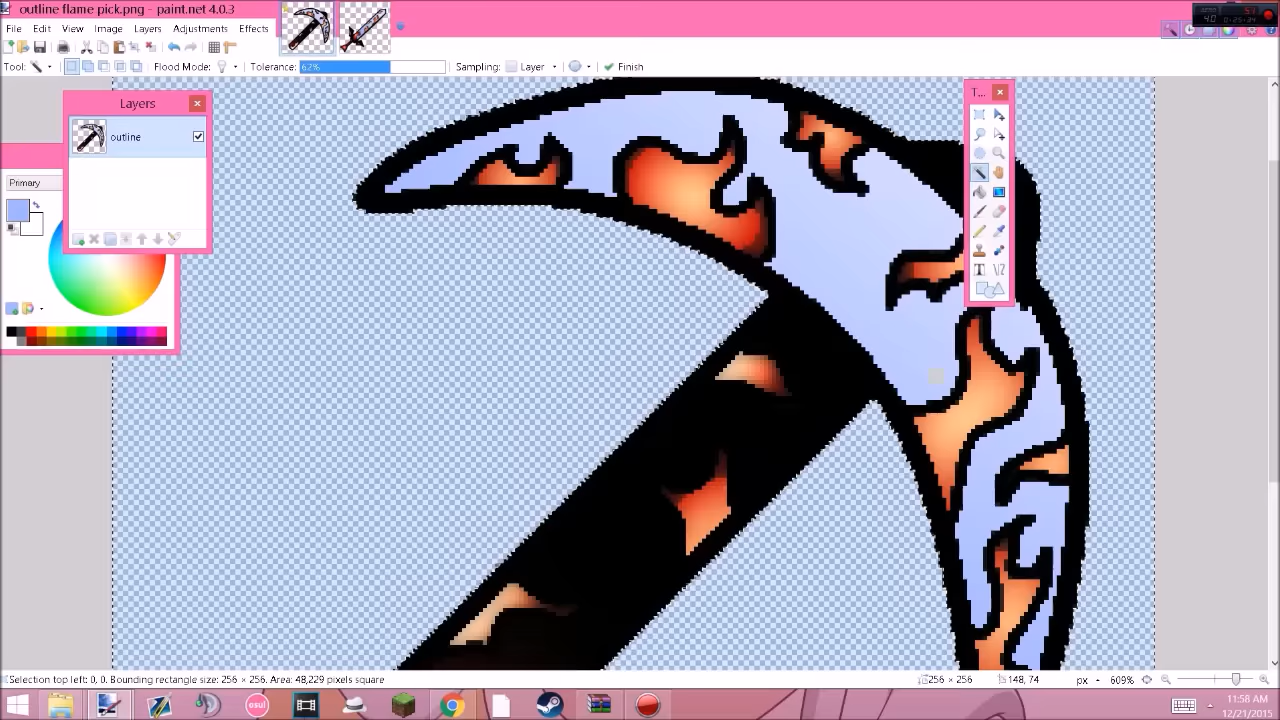 outline flame pick.png - paint.net 4.0.3
File Edit View Image Layers Adjustments Effects
Tool: Flood Mode: Tolerance: 62% Sampling: Layer Finish
Layers
outline
T...
Primary
Selection top left: 0, 0. Bounding rectangle size: 256 × 256. Area: 48,229 pixels square
256 × 256
148, 74
px
609%
osu!
11:58 AM
12/21/2015